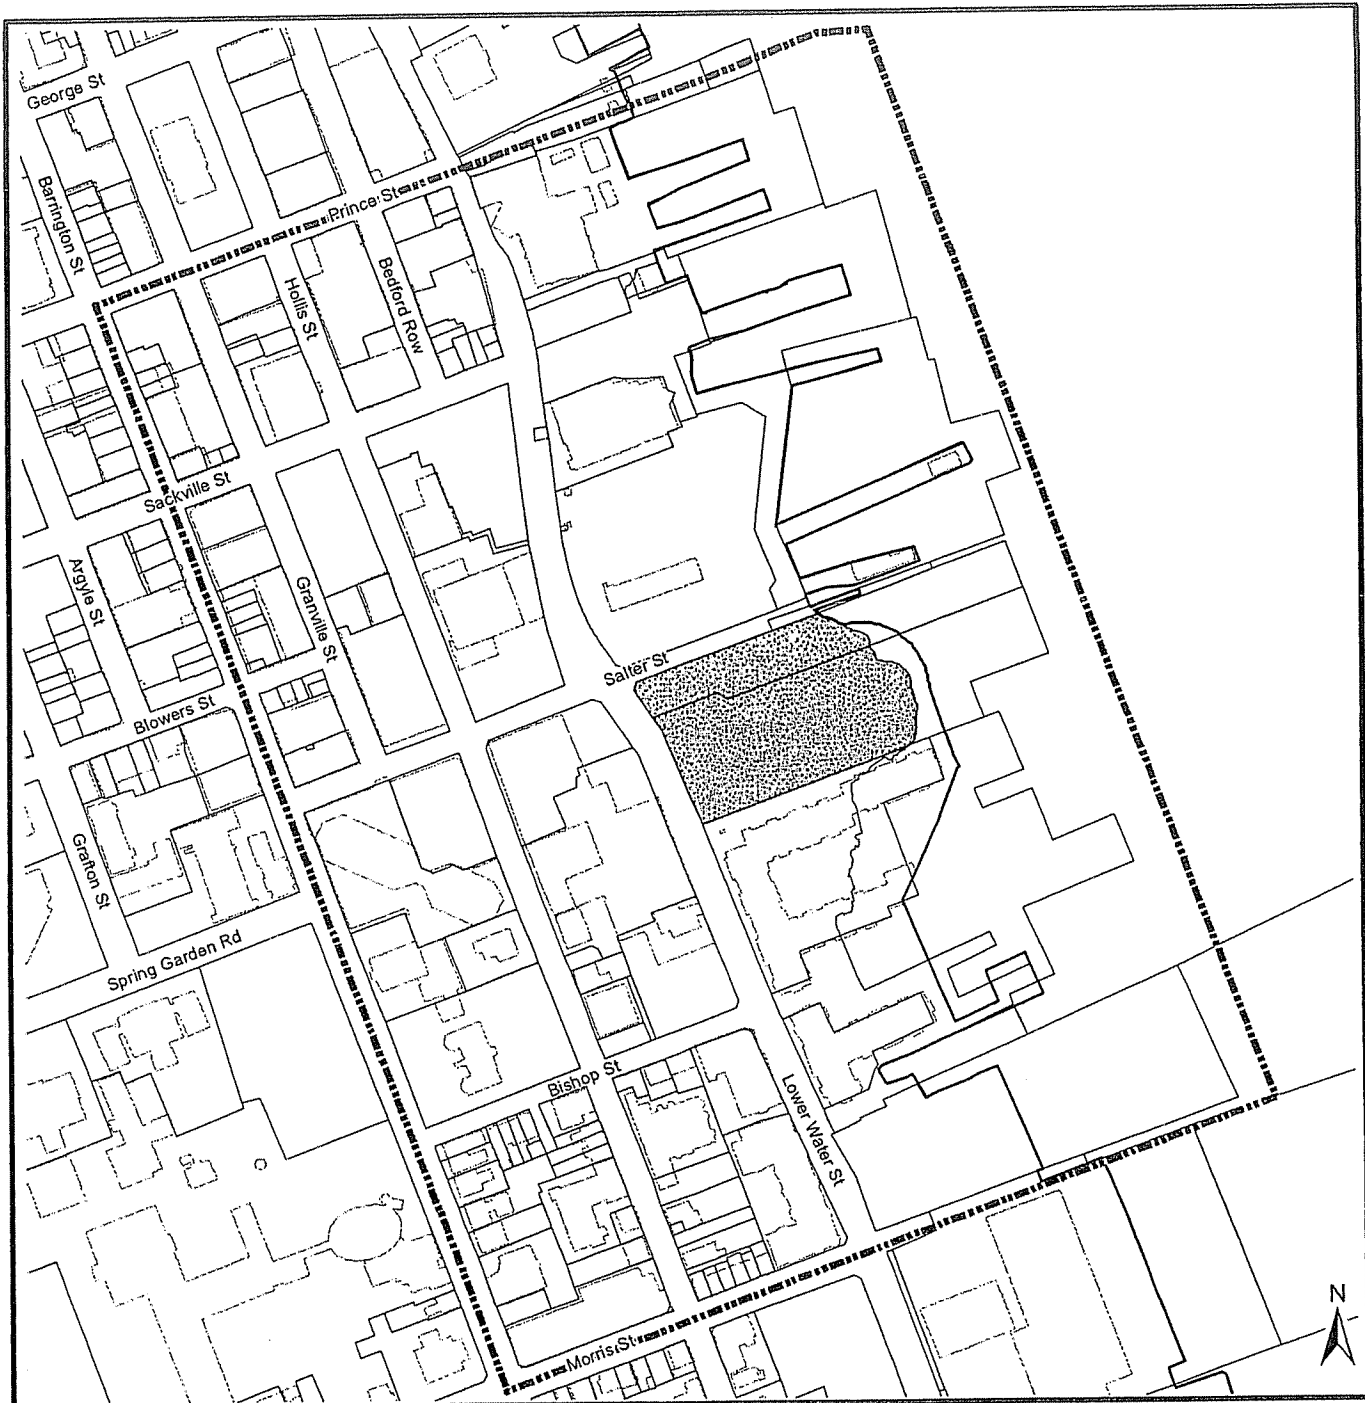 George St
Barrington St
Prince St
Hollis St
Bedford Row
Sackville St
Argyle St
Granville St
Salter St
Blowers St
Grafton St
Spring Garden Rd
Bishop St
Lower Water St
N
Morris St